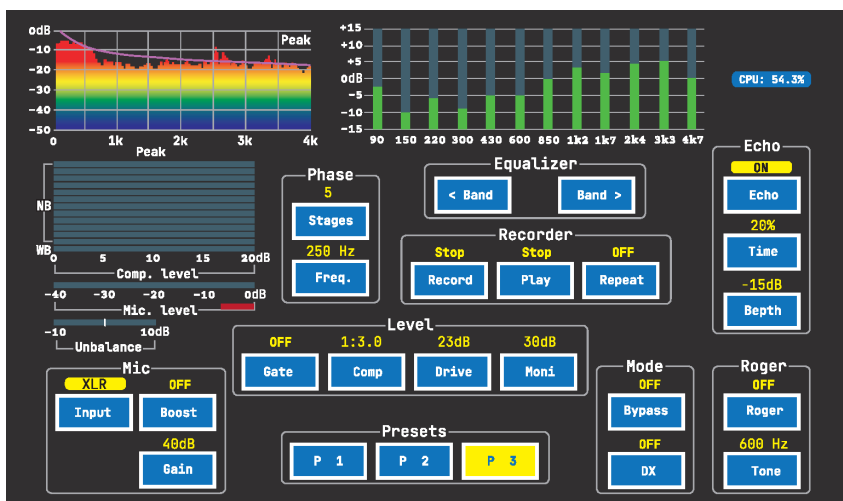 0dB
-10
-20
-30
-40
-50
Peak
0 1k 2k 3k 4k
Peak
+15
+10
+5
0dB
-5
-10
-15
90 150 220 300 430 600 850 1k2 1k7 2k4 3k3 4k7
CPU: 54.3%
NB
WB
0 5 10 15 20dB
Comp. level
-40 -30 -20 -10 0dB
Mic. level
-10 10dB
Unbalance
Phase
5
Stages
250 Hz
Freq.
Equalizer
< Band Band >
Recorder
Stop Stop OFF
Record Play Repeat
Echo
ON
Echo
20%
Time
-15dB
Bepth
Level
OFF 1:3.0 23dB 30dB
Gate Comp Drive Moni
Mic
XLR OFF
Input Boost
40dB
Gain
Presets
P 1 P 2 P 3
Mode
OFF
Bypass
OFF
DX
Roger
OFF
Roger
600 Hz
Tone